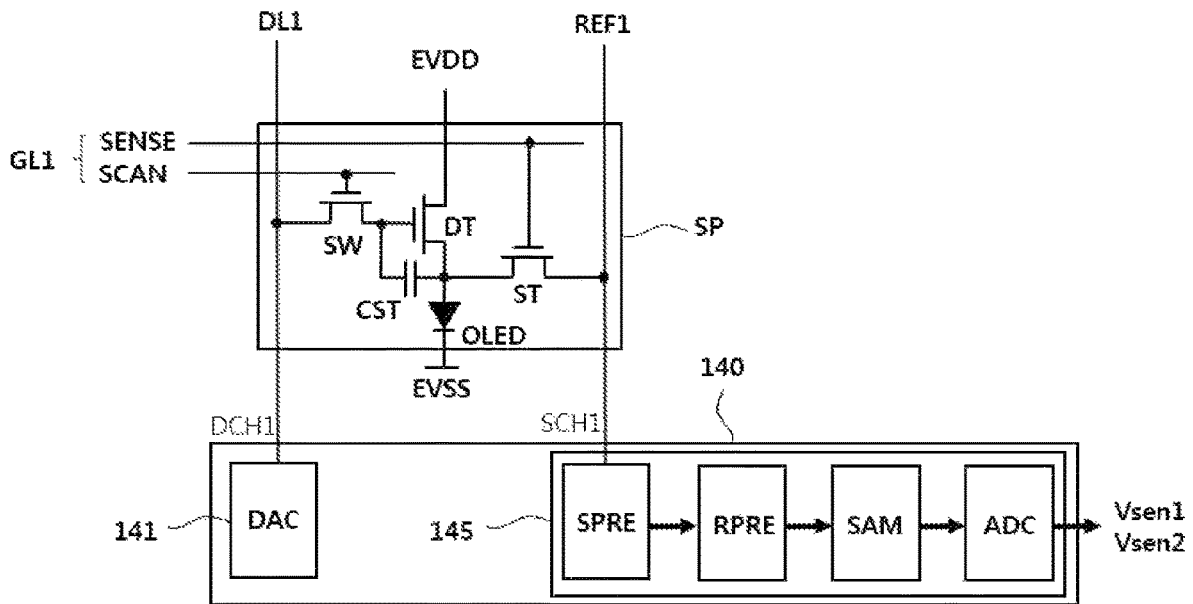 DL1
REF1
EVDD
GL1
SENSE
SCAN
SW
DT
SP
CST
ST
OLED
EVSS
140
DCH1
SCH1
141
DAC
145
SPRE
RPRE
SAM
ADC
Vsen1
Vsen2